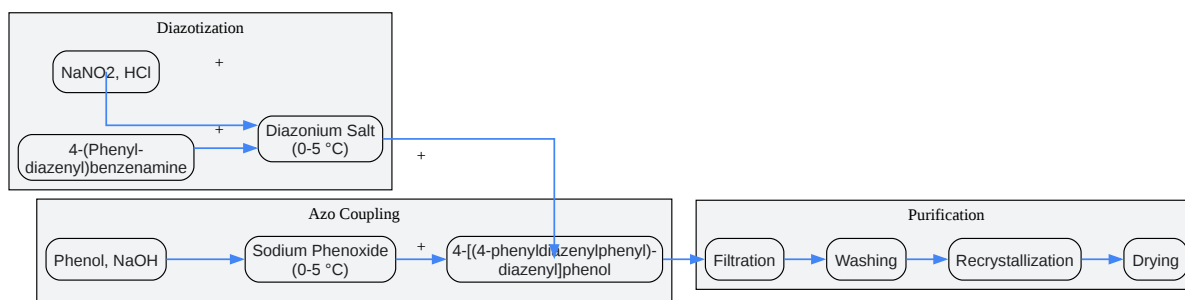 Diazotization
NaNO2, HCl
+
+
4-(Phenyl-
diazenyl)benzenamine
Diazonium Salt
(0-5 °C)
+
Azo Coupling
Phenol, NaOH
Sodium Phenoxide
(0-5 °C)
+
4-[(4-phenyldiazenylphenyl)-
diazenyl]phenol
Purification
Filtration
Washing
Recrystallization
Drying